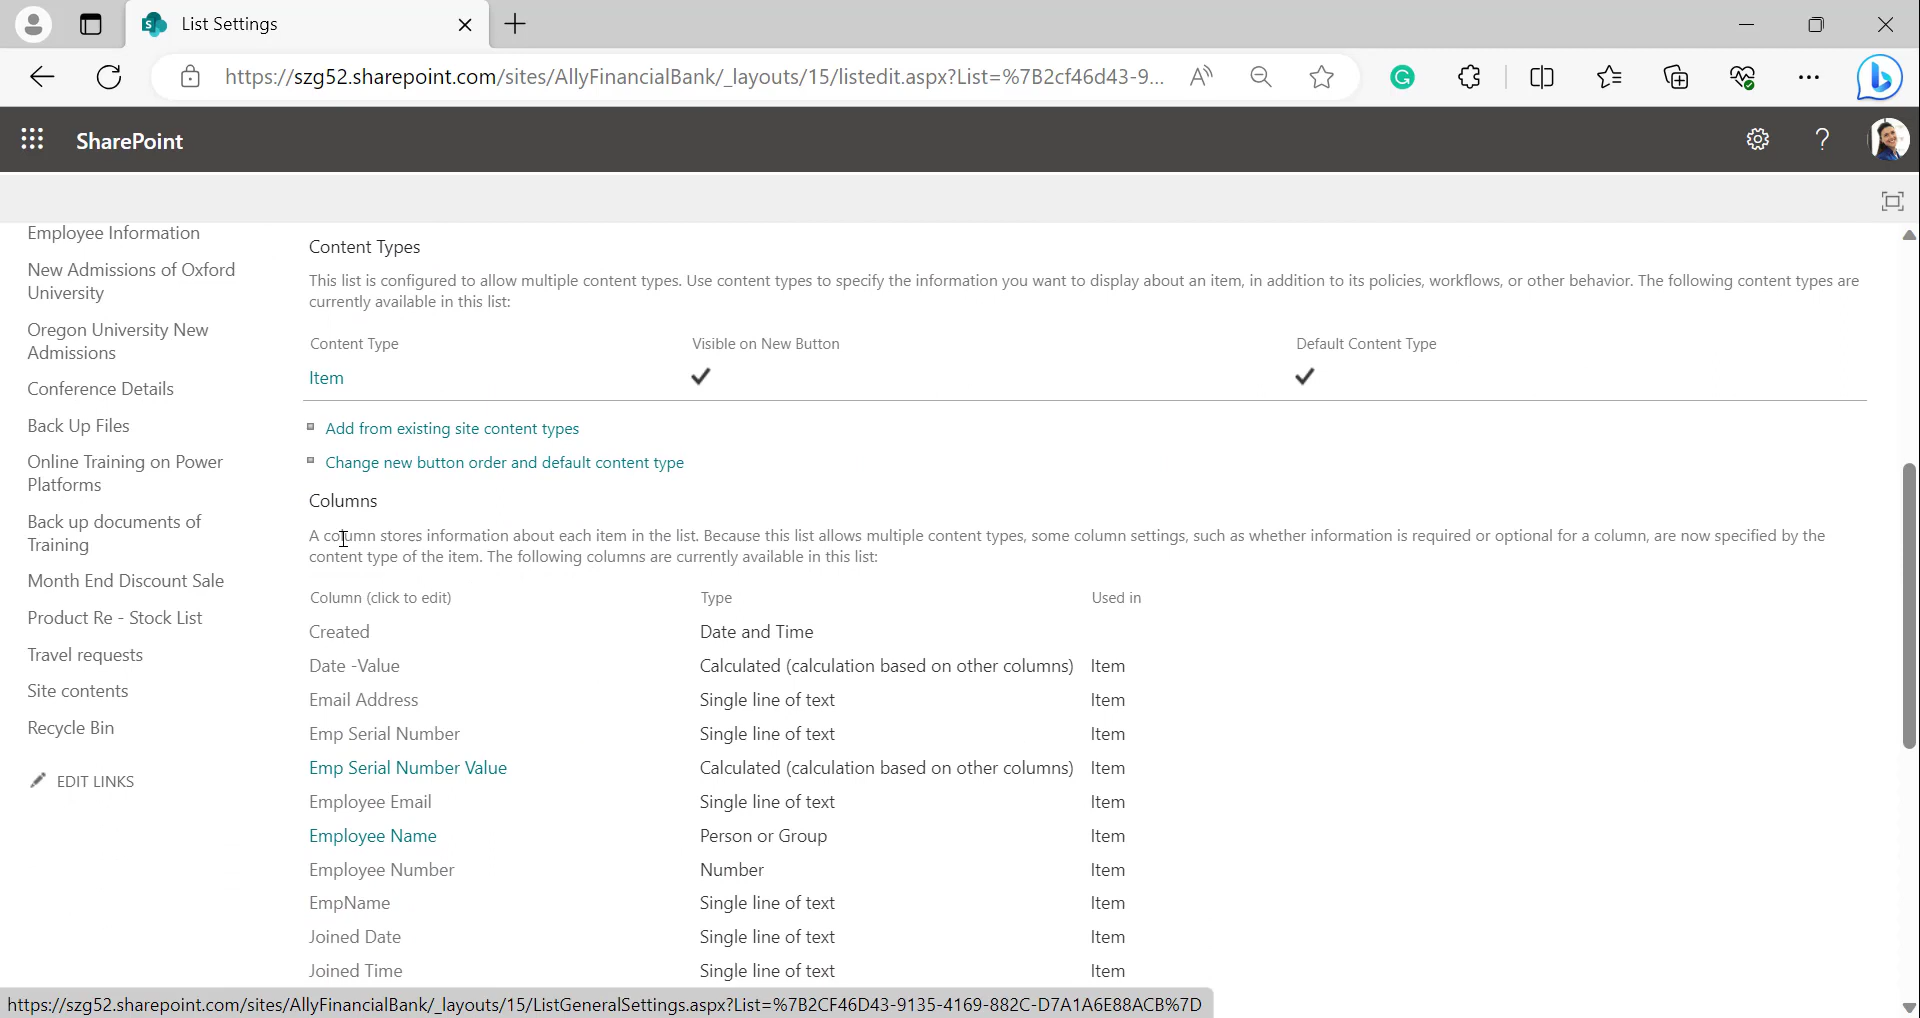 List Settings
https://szg52.sharepoint.com/sites/AllyFinancialBank/_layouts/15/listedit.aspx?List=%7B2cf46d43-9...
SharePoint
Employee Information
New Admissions of Oxford
University
Oregon University New
Admissions
Conference Details
Back Up Files
Online Training on Power
Platforms
Back up documents of
Training
Month End Discount Sale
Product Re - Stock List
Travel requests
Site contents
Recycle Bin
EDIT LINKS
Content Types
This list is configured to allow multiple content types. Use content types to specify the information you want to display about an item, in addition to its policies, workflows, or other behavior. The following content types are
currently available in this list:
Content Type Visible on New Button Default Content Type
Item
Add from existing site content types
Change new button order and default content type
Columns
A column stores information about each item in the list. Because this list allows multiple content types, some column settings, such as whether information is required or optional for a column, are now specified by the
content type of the item. The following columns are currently available in this list:
Column (click to edit) Type Used in
Created Date and Time
Date -Value Calculated (calculation based on other columns) Item
Email Address Single line of text Item
Emp Serial Number Single line of text Item
Emp Serial Number Value Calculated (calculation based on other columns) Item
Employee Email Single line of text Item
Employee Name Person or Group Item
Employee Number Number Item
EmpName Single line of text Item
Joined Date Single line of text Item
Joined Time Single line of text Item
https://szg52.sharepoint.com/sites/AllyFinancialBank/_layouts/15/ListGeneralSettings.aspx?List=%7B2CF46D43-9135-4169-882C-D7A1A6E88ACB%7D